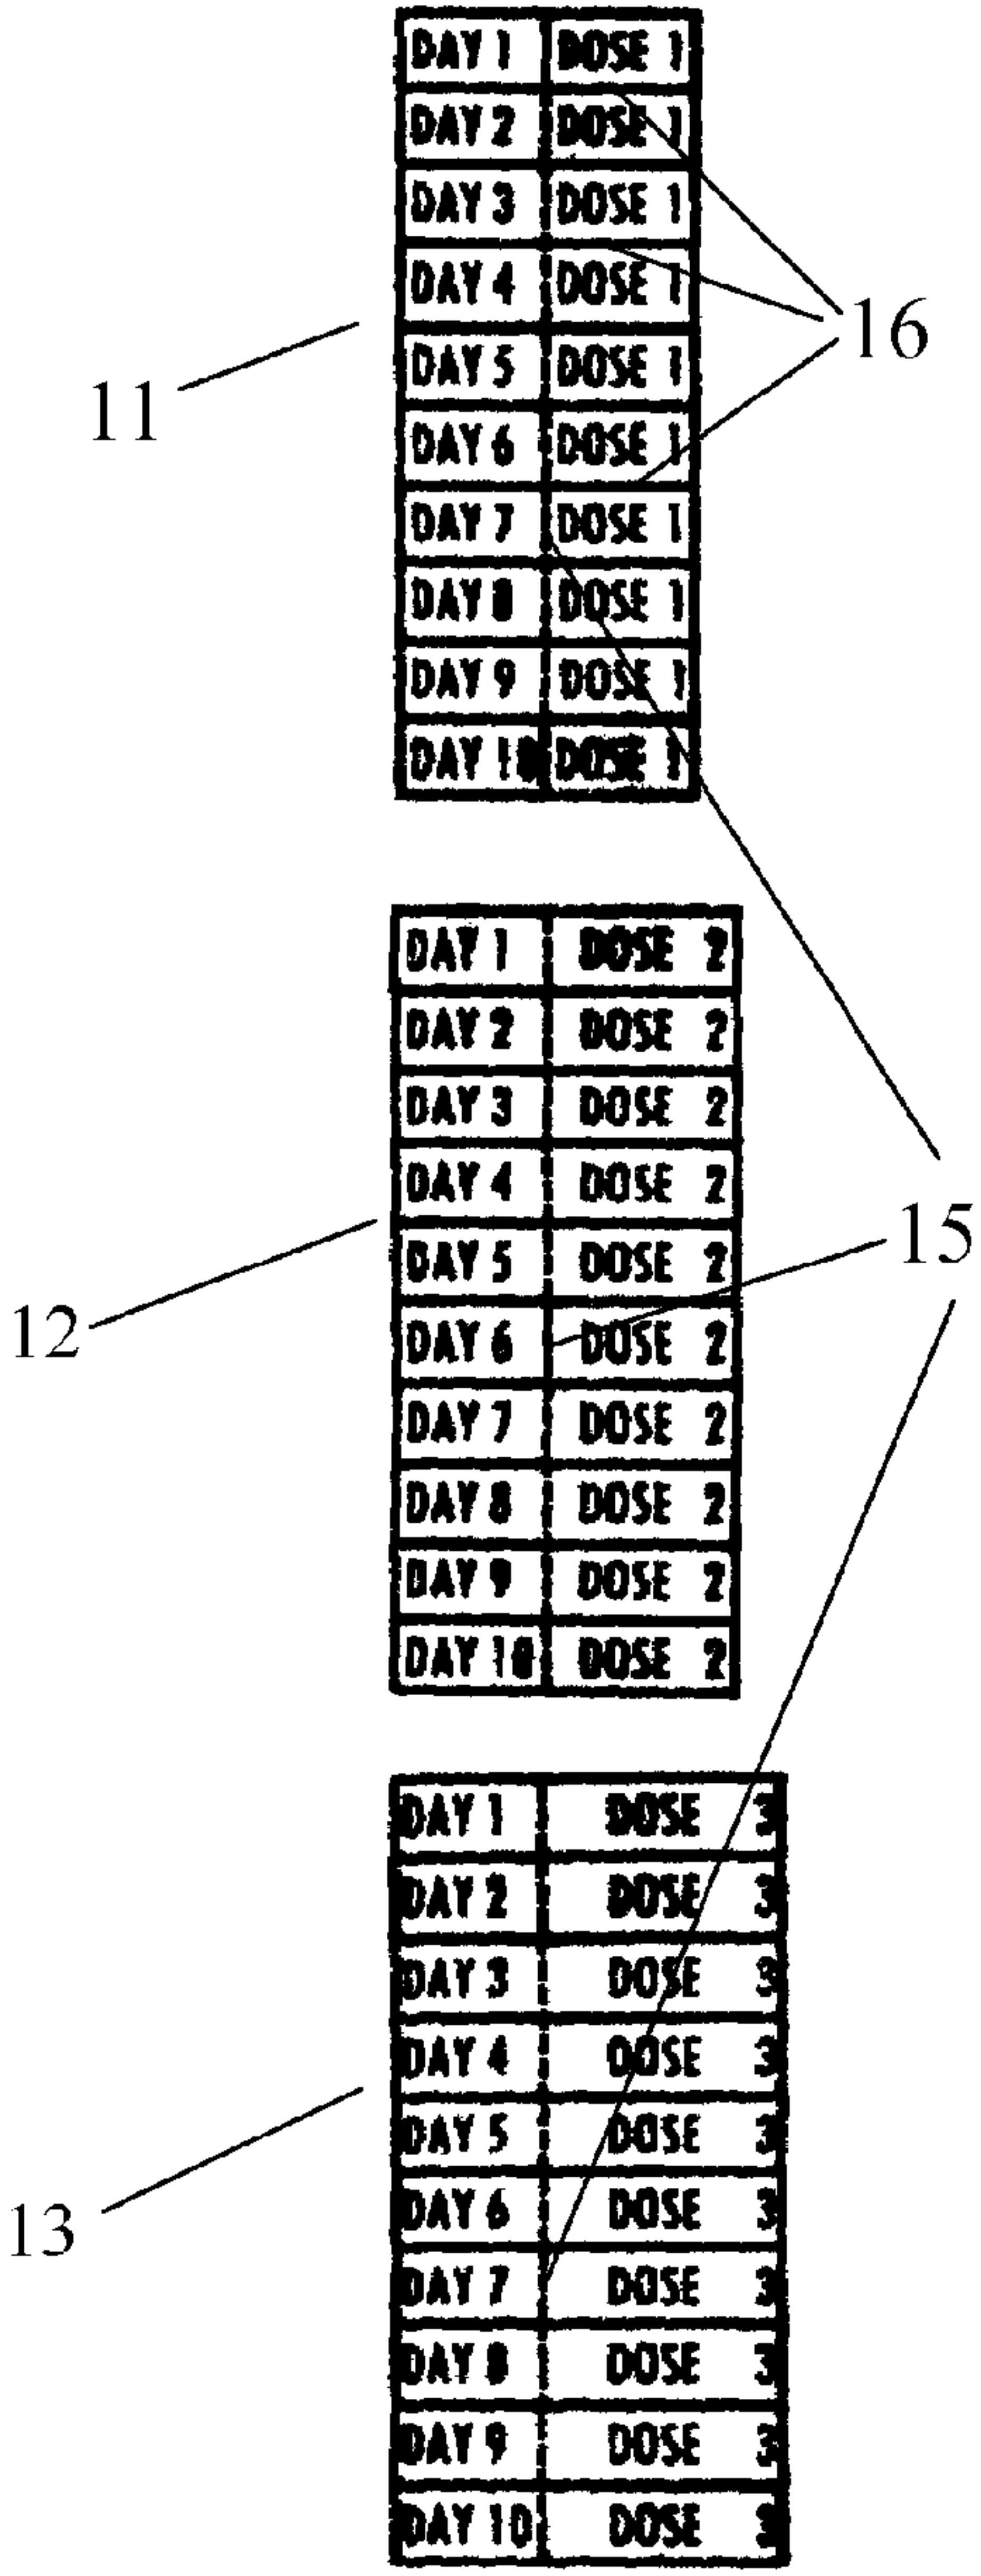 DAY 1 DOSE 1
DAY 2 DOSE 1
DAY 3 DOSE 1
DAY 4 DOSE 1
16
DAY 5 DOSE 1
11
DAY 6 DOSE 1
DAY 7 DOSE 1
DAY 8 DOSE 1
DAY 9 DOSE 1
DAY 10 DOSE 1
DAY 1 DOSE 2
DAY 2 DOSE 2
DAY 3 DOSE 2
DAY 4 DOSE 2
15
DAY 5 DOSE 2
12
DAY 6 DOSE 2
DAY 7 DOSE 2
DAY 8 DOSE 2
DAY 9 DOSE 2
DAY 10 DOSE 2
DAY 1 DOSE 3
DAY 2 DOSE 3
DAY 3 DOSE 3
DAY 4 DOSE 3
DAY 5 DOSE 3
DAY 6 DOSE 3
13
DAY 7 DOSE 3
DAY 8 DOSE 3
DAY 9 DOSE 3
DAY 10 DOSE 3